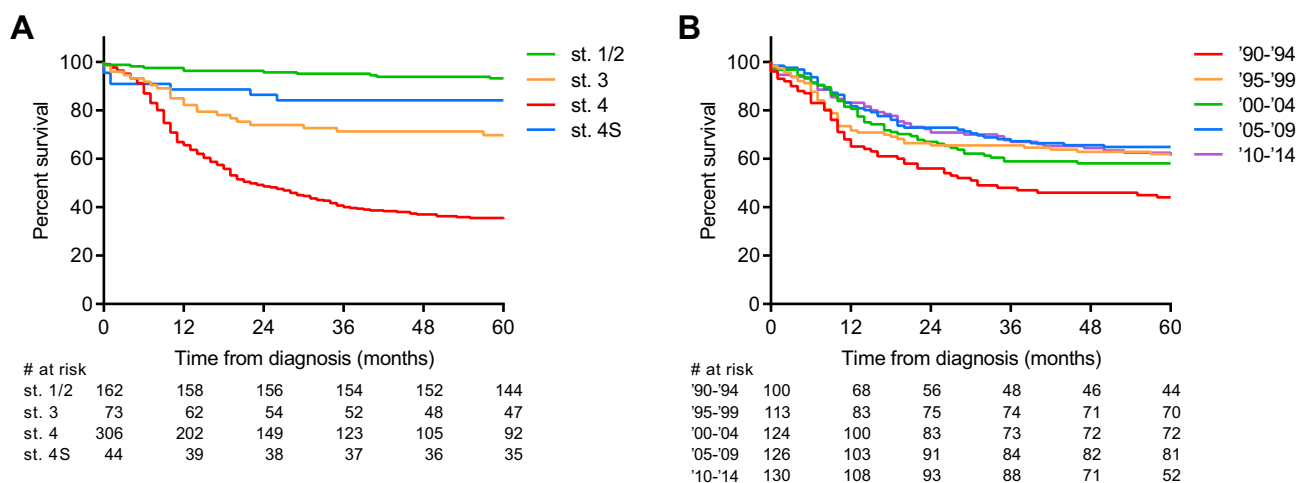 A
Percent survival
100
80
60
40
20
0
0 12 24 36 48 60
Time from diagnosis (months)
st. 1/2
st. 3
st. 4
st. 4S
# at risk
st. 1/2 162 158 156 154 152 144
st. 3 73 62 54 52 48 47
st. 4 306 202 149 123 105 92
st. 4S 44 39 38 37 36 35
B
Percent survival
100
80
60
40
20
0
0 12 24 36 48 60
Time from diagnosis (months)
’90-’94
’95-’99
’00-’04
’05-’09
’10-’14
# at risk
’90-’94 100 68 56 48 46 44
’95-’99 113 83 75 74 71 70
’00-’04 124 100 83 73 72 72
’05-’09 126 103 91 84 82 81
’10-’14 130 108 93 88 71 52